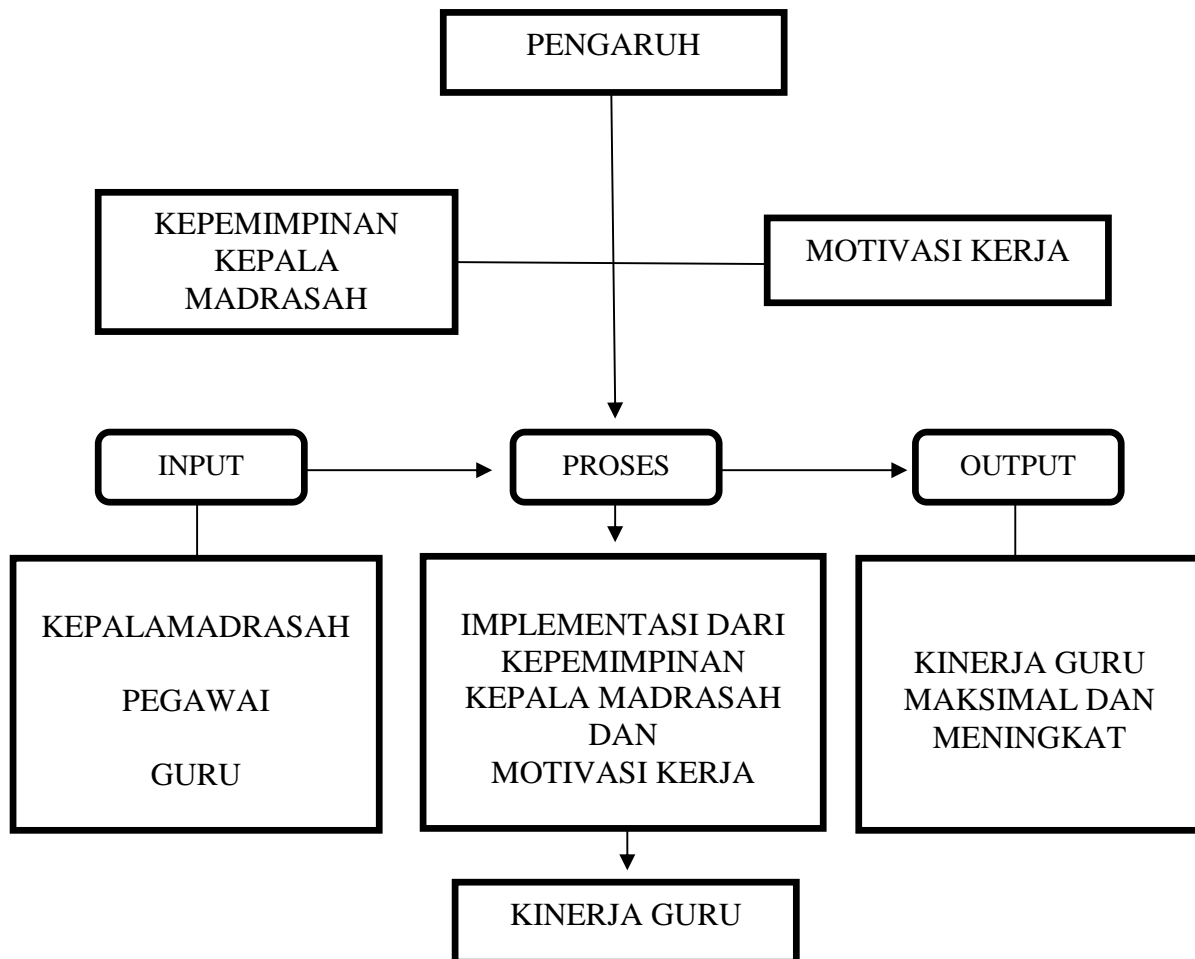 PENGARUH
KEPEMIMPINAN
KEPALA
MADRASAH
MOTIVASI KERJA
INPUT
PROSES
OUTPUT
KEPALAMADRASAH
PEGAWAI
GURU
IMPLEMENTASI DARI
KEPEMIMPINAN
KEPALA MADRASAH
DAN
MOTIVASI KERJA
KINERJA GURU
MAKSIMAL DAN
MENINGKAT
KINERJA GURU